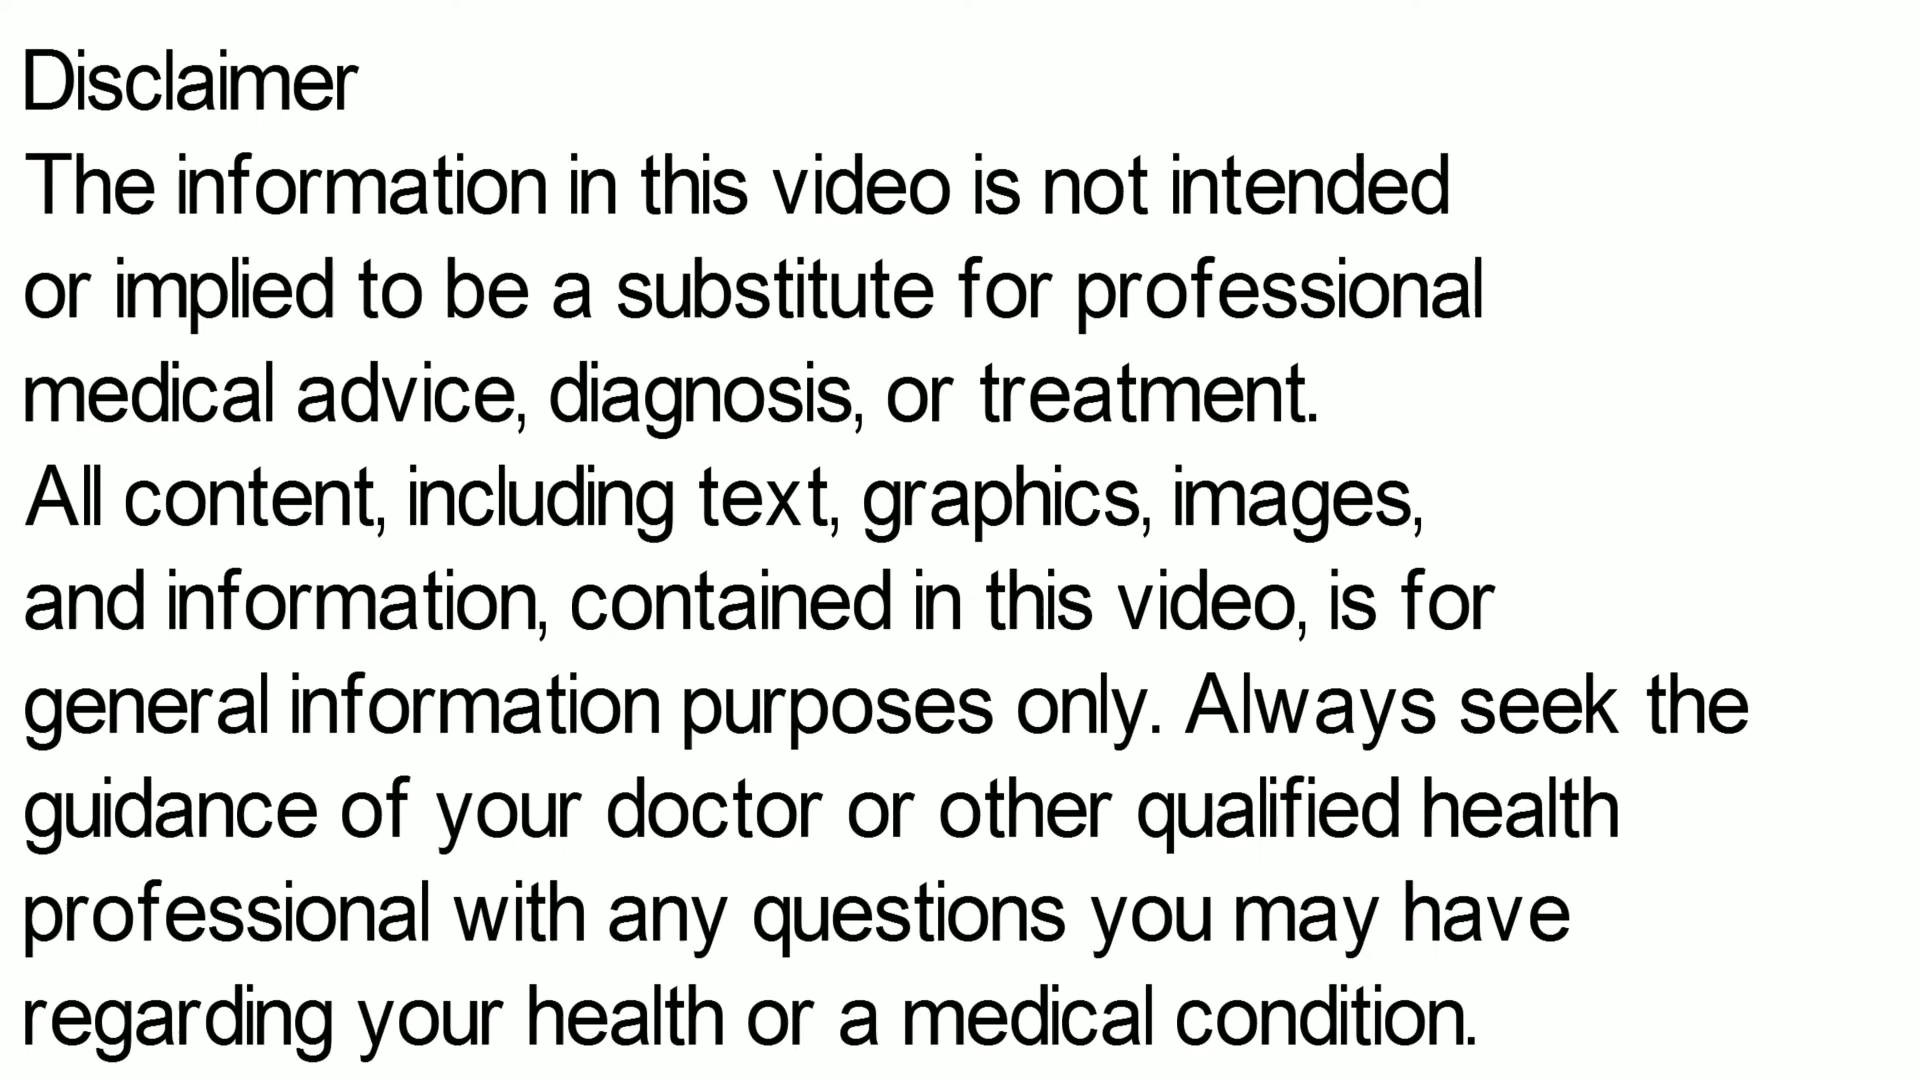 Disclaimer
The information in this video is not intended
or implied to be a substitute for professional
medical advice, diagnosis, or treatment.
All content, including text, graphics, images,
and information, contained in this video, is for
general information purposes only. Always seek the
guidance of your doctor or other qualified health
professional with any questions you may have
regarding your health or a medical condition.